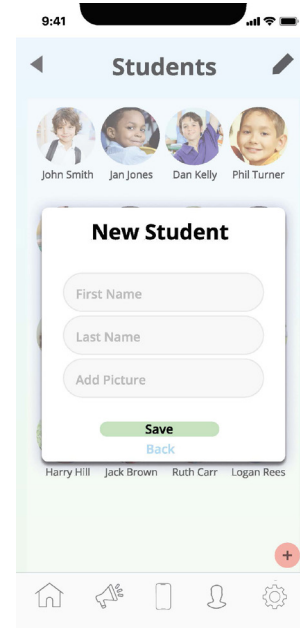 9:41
Students
John Smith Jan Jones Dan Kelly Phil Turner
New Student
First Name
Last Name
Add Picture
Save
Back
Harry Hill Jack Brown Ruth Carr Logan Rees
+